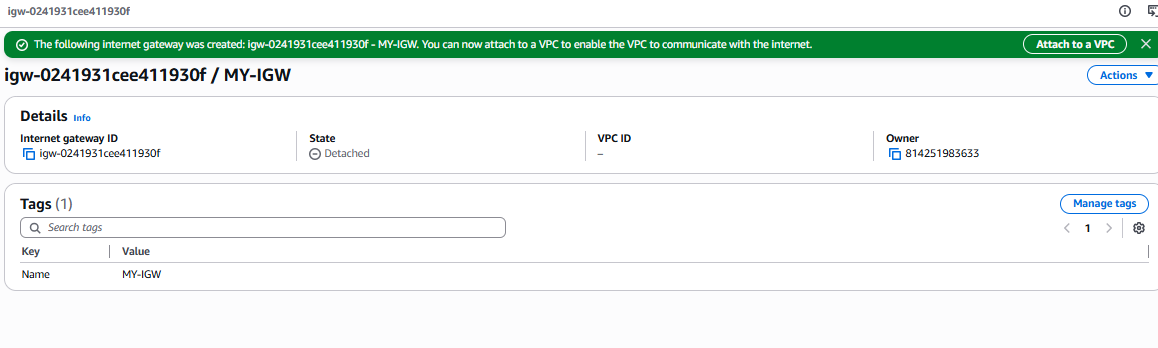 igw-0241931cee411930f
The following internet gateway was created: igw-0241931cee411930f - MY-IGW. You can now attach to a VPC to enable the VPC to communicate with the internet. Attach to a VPC
igw-0241931cee411930f / MY-IGW
Actions
Details Info
Internet gateway ID State VPC ID Owner
igw-0241931cee411930f Detached – 814251983633
Tags (1) Manage tags
Search tags 1
Key Value
Name MY-IGW